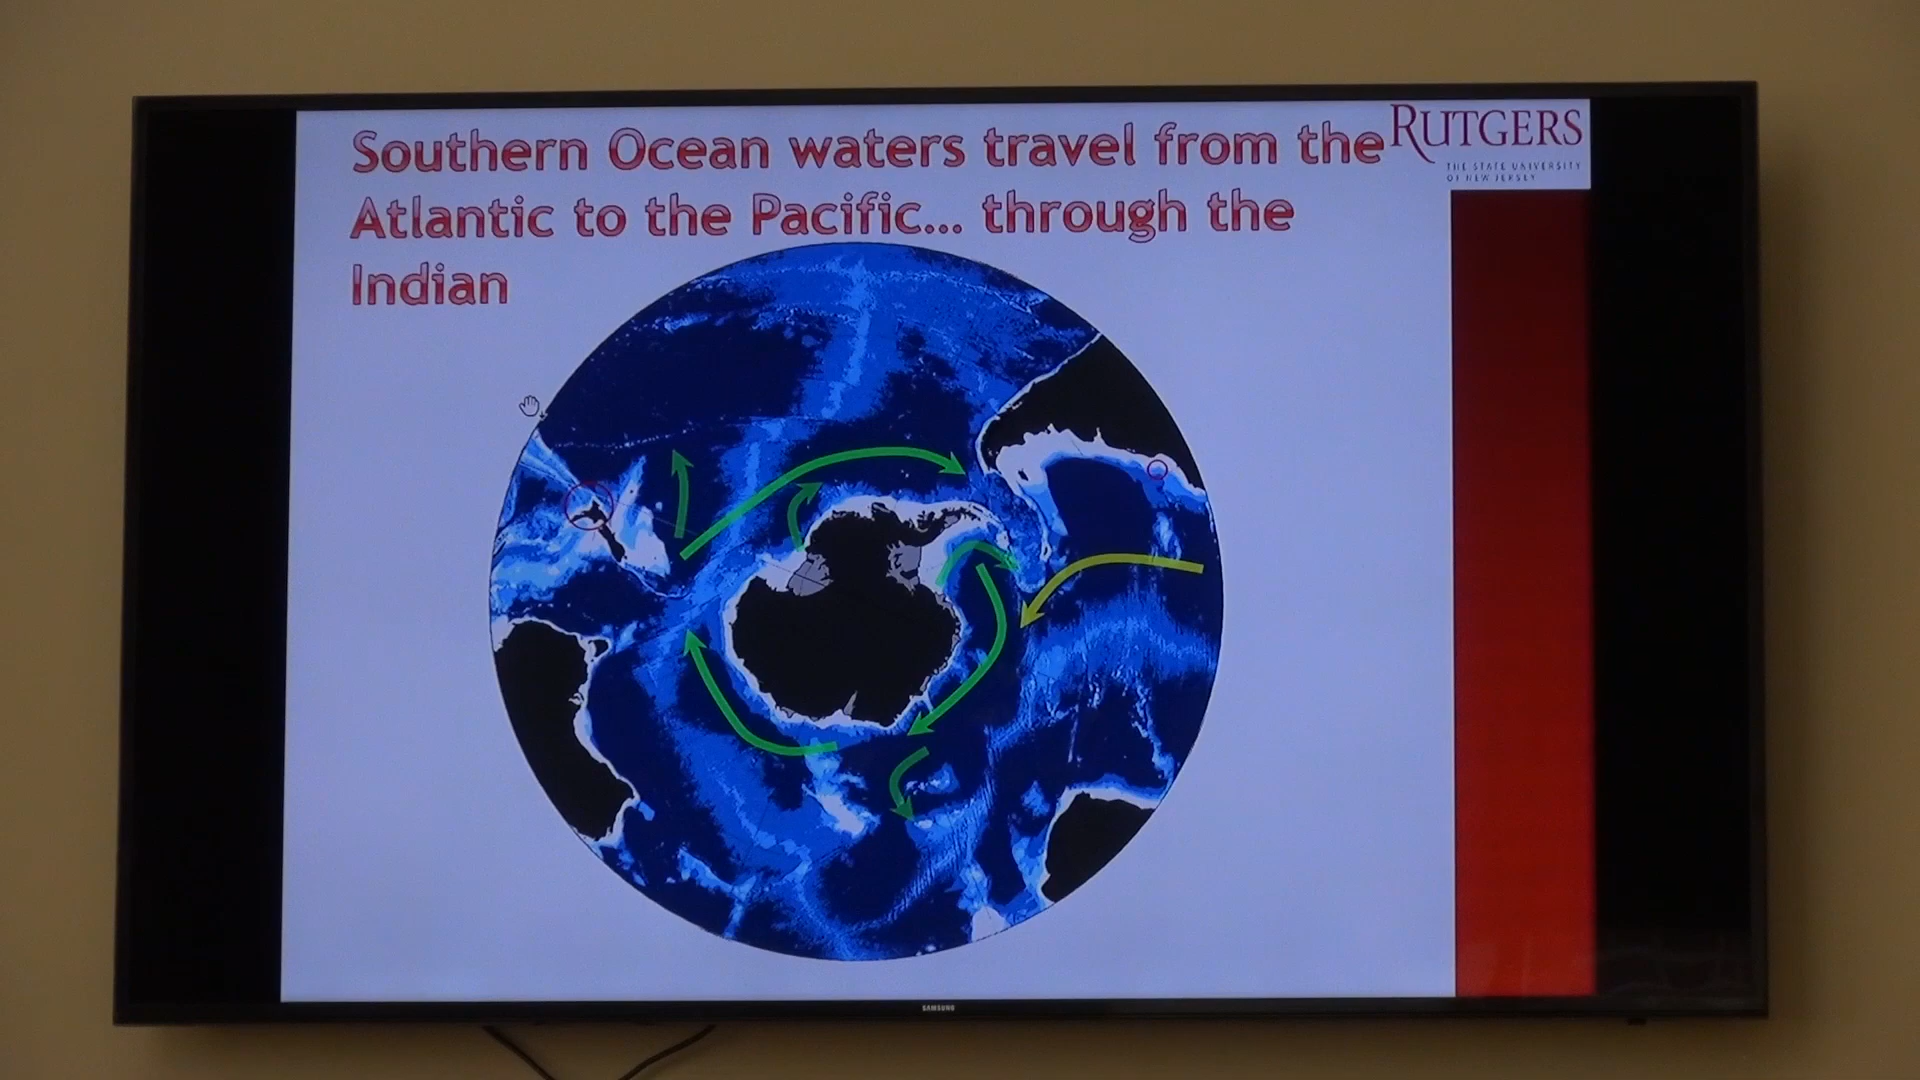 Southern Ocean waters travel from the
Atlantic to the Pacific... through the
Indian
RUTGERS
THE STATE UNIVERSITY
OF NEW JERSEY
SAMSUNG